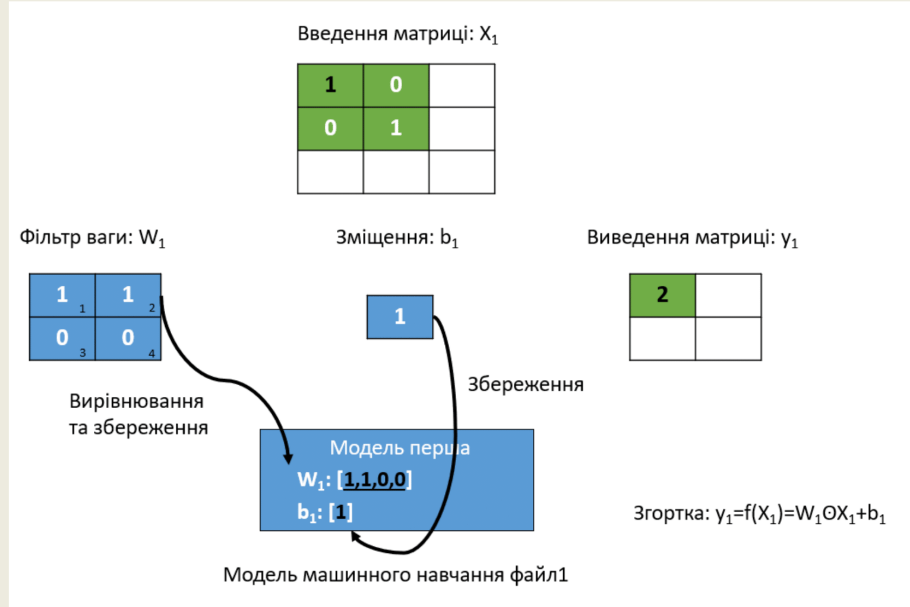 Введення матриці: X₁
1 0
0 1
Фільтр ваги: W₁
Зміщення: b₁
Виведення матриці: y₁
1 ₁ 1 ₂
0 ₃ 0 ₄
1
2
Збереження
Вирівнювання
та збереження
Модель перша
W₁: [1,1,0,0]
b₁: [1]
Згортка: y₁=f(X₁)=W₁ʘX₁+b₁
Модель машинного навчання файл1